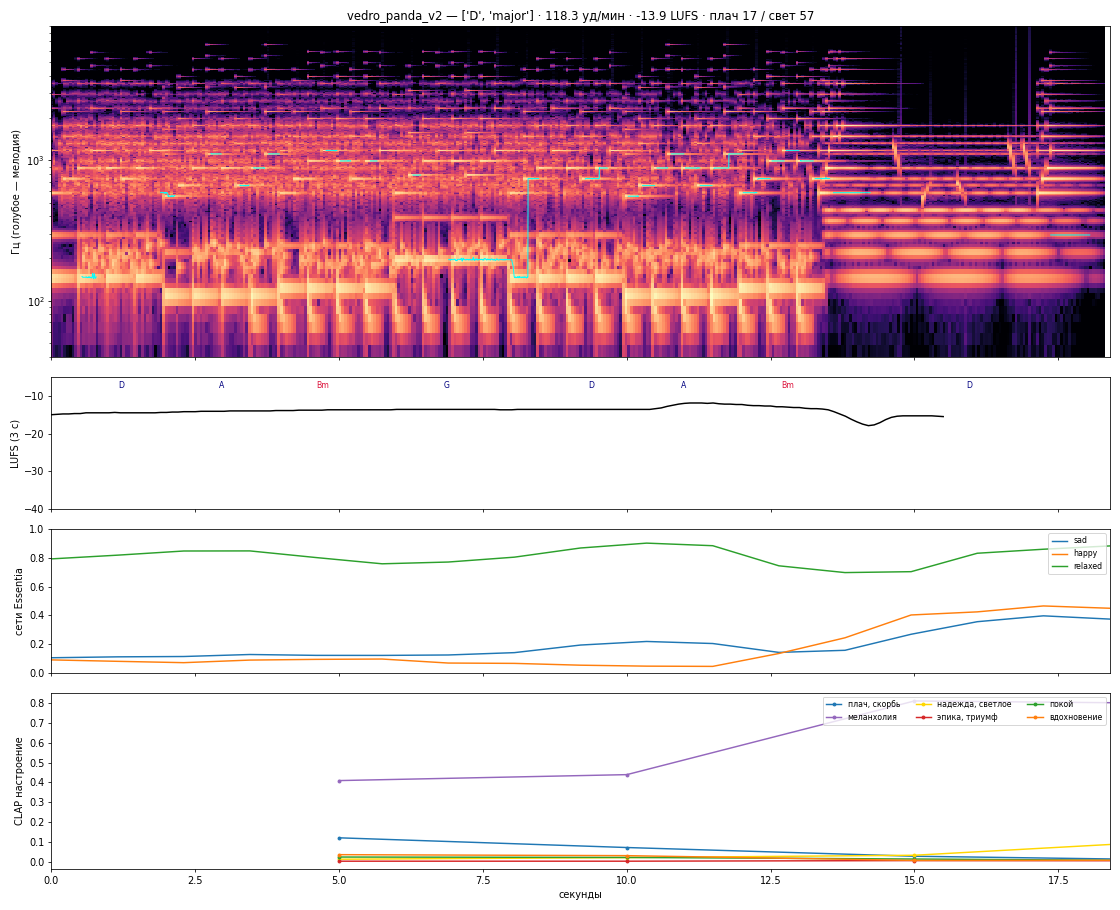 vedro_panda_v2 — ['D', 'major'] · 118.3 уд/мин · -13.9 LUFS · плач 17 / свет 57
Гц (голубое — мелодия)
10³
10²
LUFS (3 с)
−10
−20
−30
−40
D A Bm G D A Bm D
сети Essentia
1.0
0.8
0.6
0.4
0.2
0.0
sad
happy
relaxed
CLAP настроение
0.8
0.7
0.6
0.5
0.4
0.3
0.2
0.1
0.0
плач, скорбь надежда, светлое покой
меланхолия эпика, триумф вдохновение
0.0 2.5 5.0 7.5 10.0 12.5 15.0 17.5
секунды